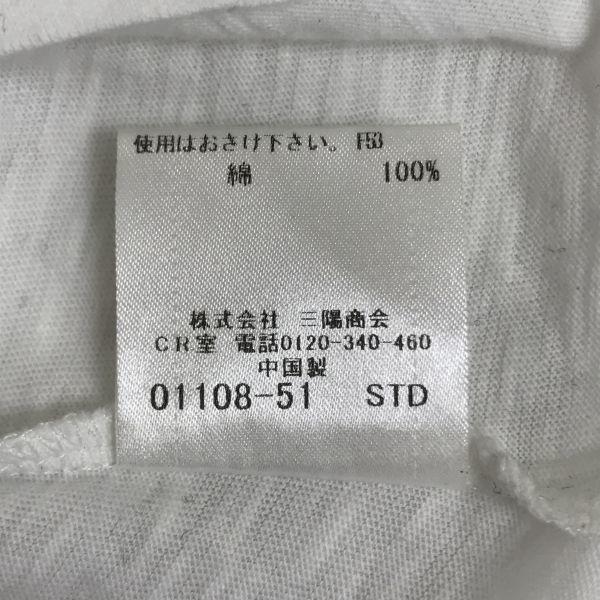 使用はおさけ下さい。 F53
綿 100%
株式会社 三陽商会
CR室 電話0120-340-460
中国製
01108-51 STD